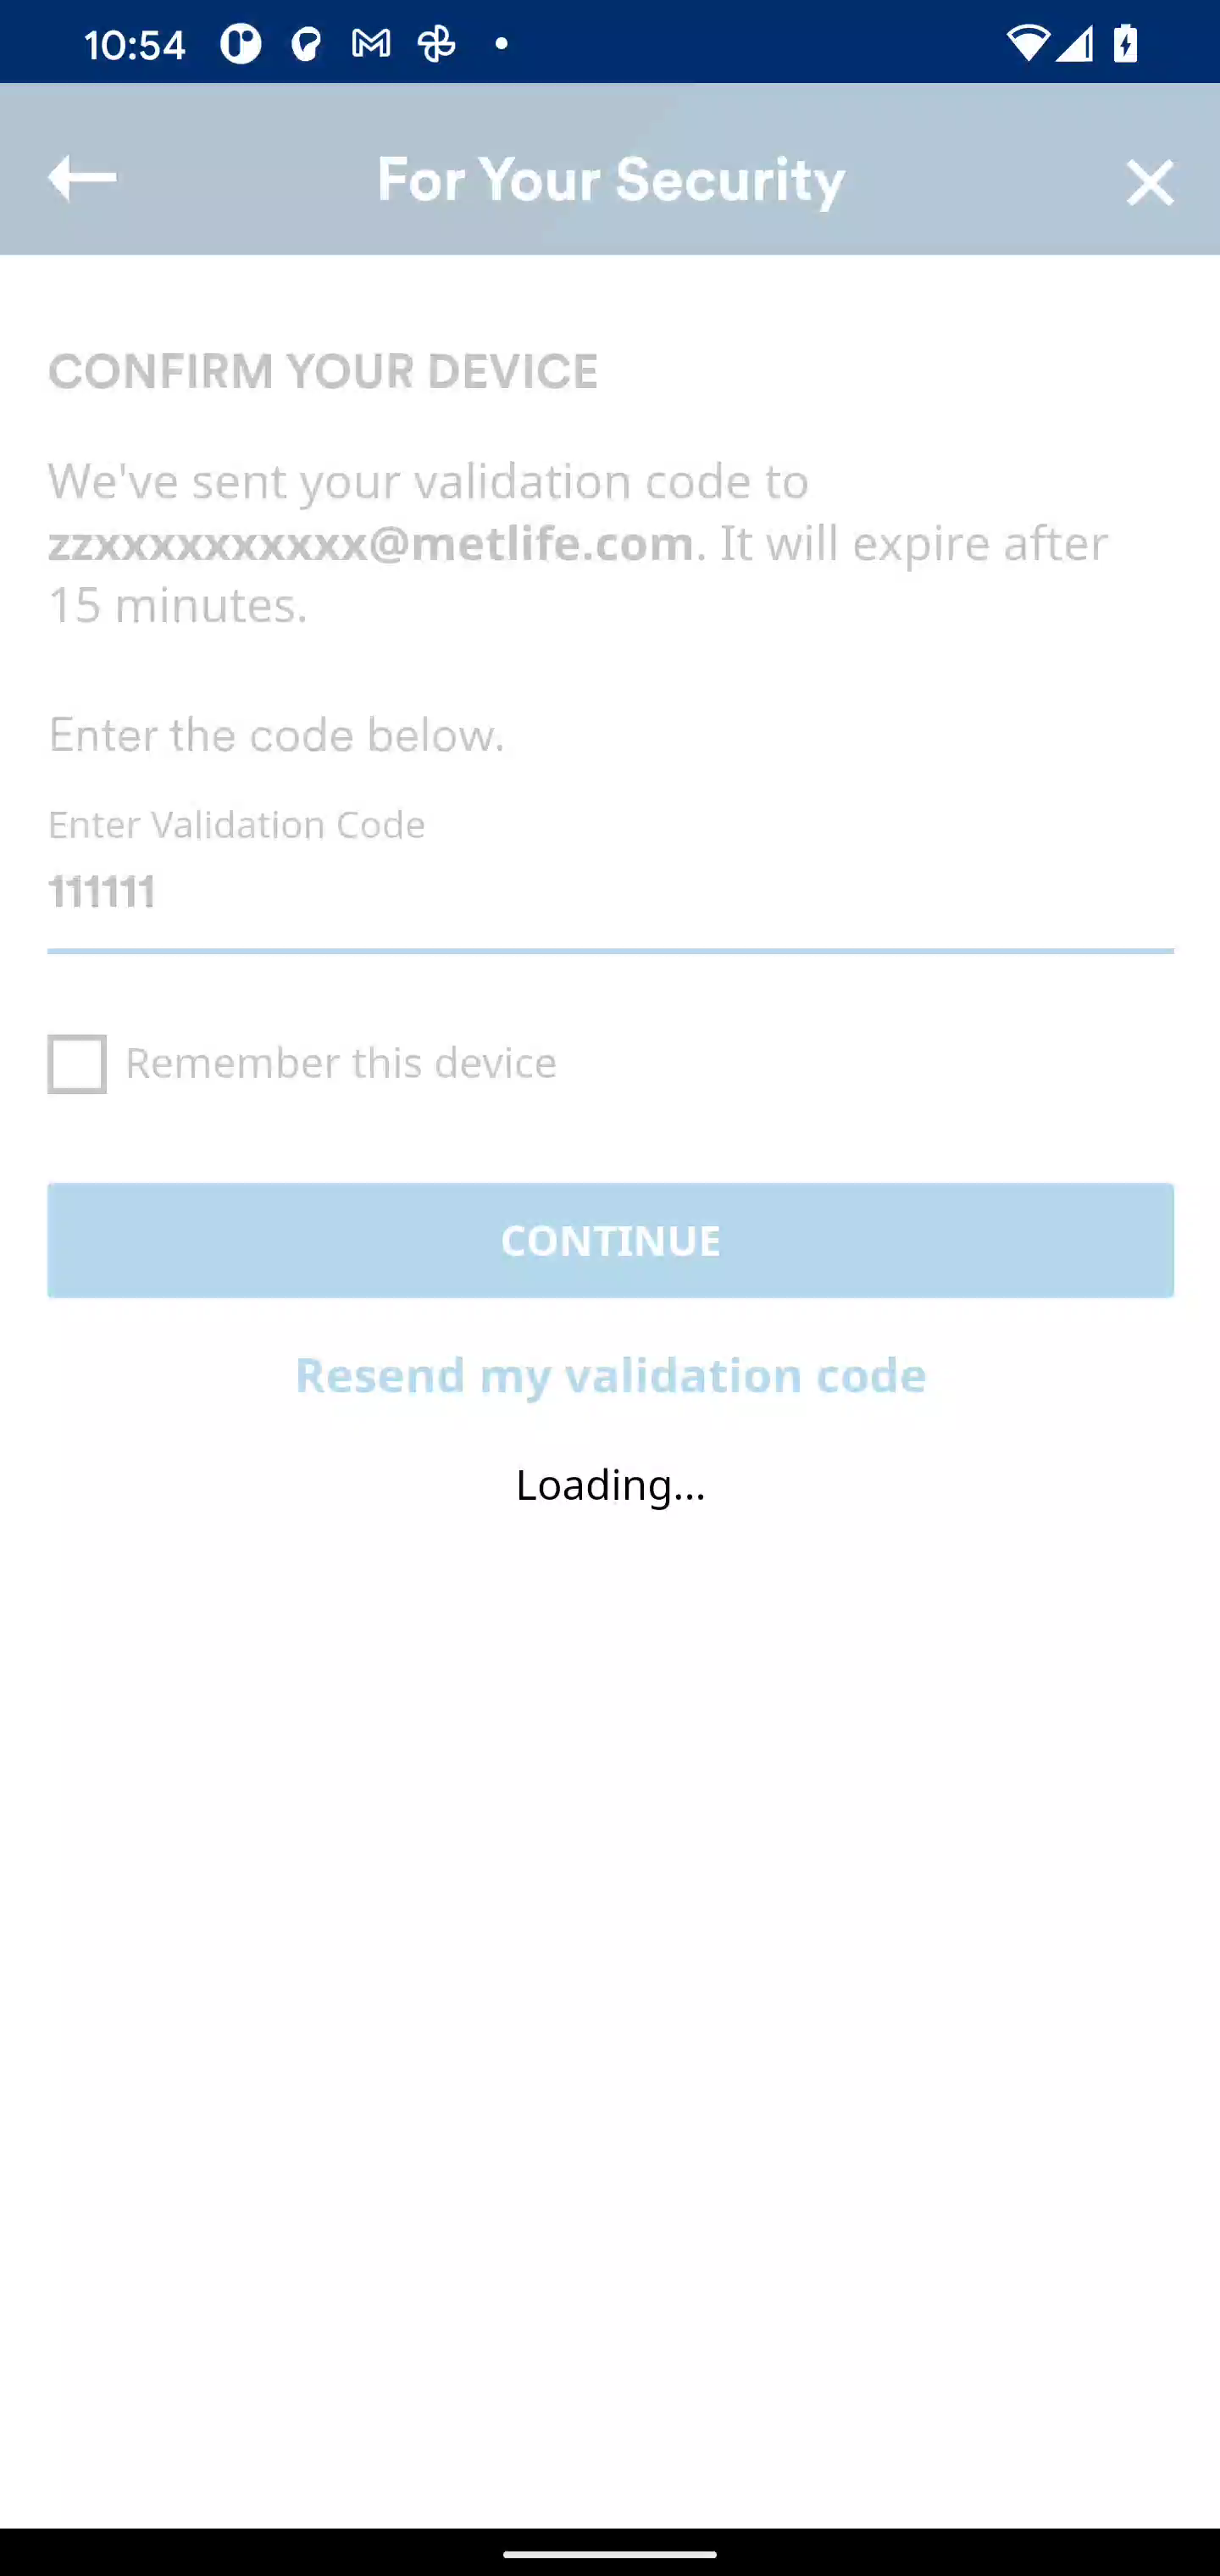 10:54
For Your Security
CONFIRM YOUR DEVICE
We've sent your validation code to
zzxxxxxxxxxx@metlife.com. It will expire after
15 minutes.
Enter the code below.
Enter Validation Code
111111
Remember this device
CONTINUE
Resend my validation code
Loading...